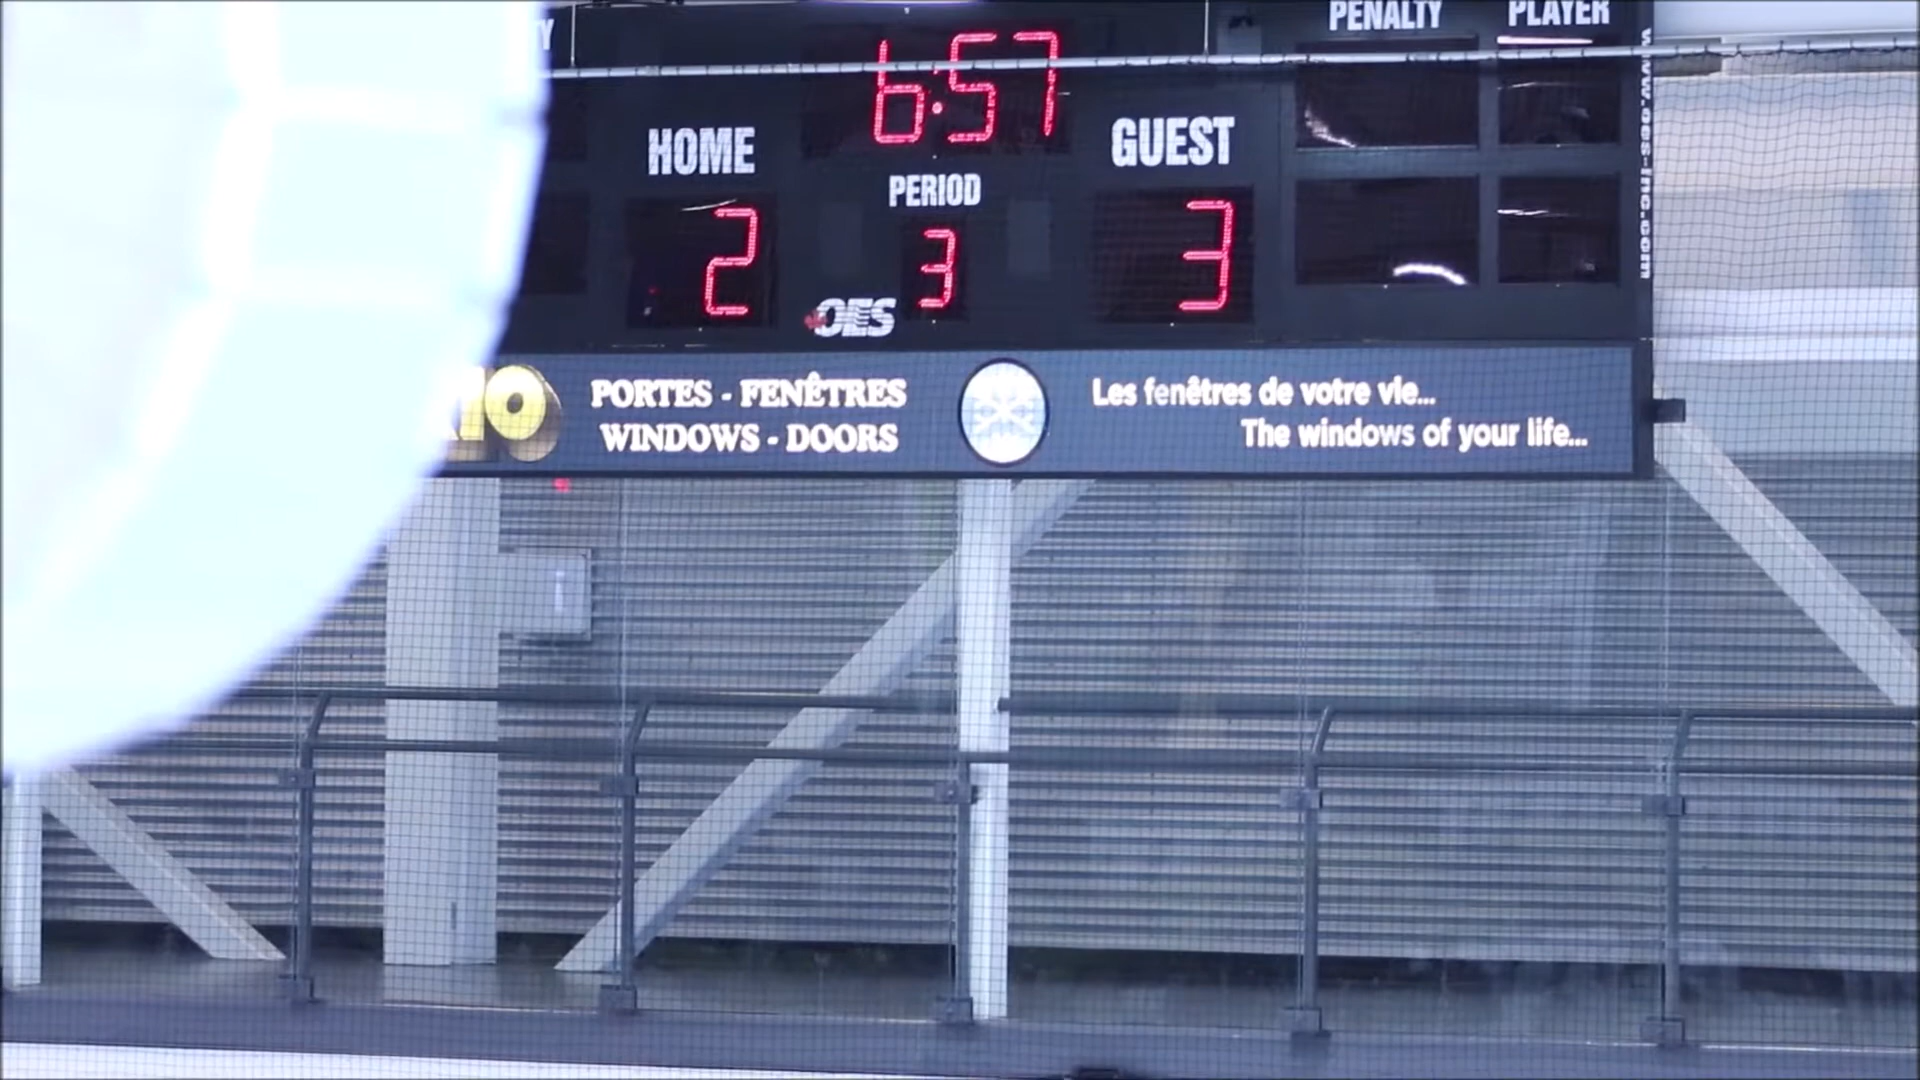 PENALTY PLAYER
6:57
HOME GUEST
PERIOD
2 3 3
OES
www.oes-inc.com
PORTES - FENÊTRES
WINDOWS - DOORS
Les fenêtres de votre vie...
The windows of your life...